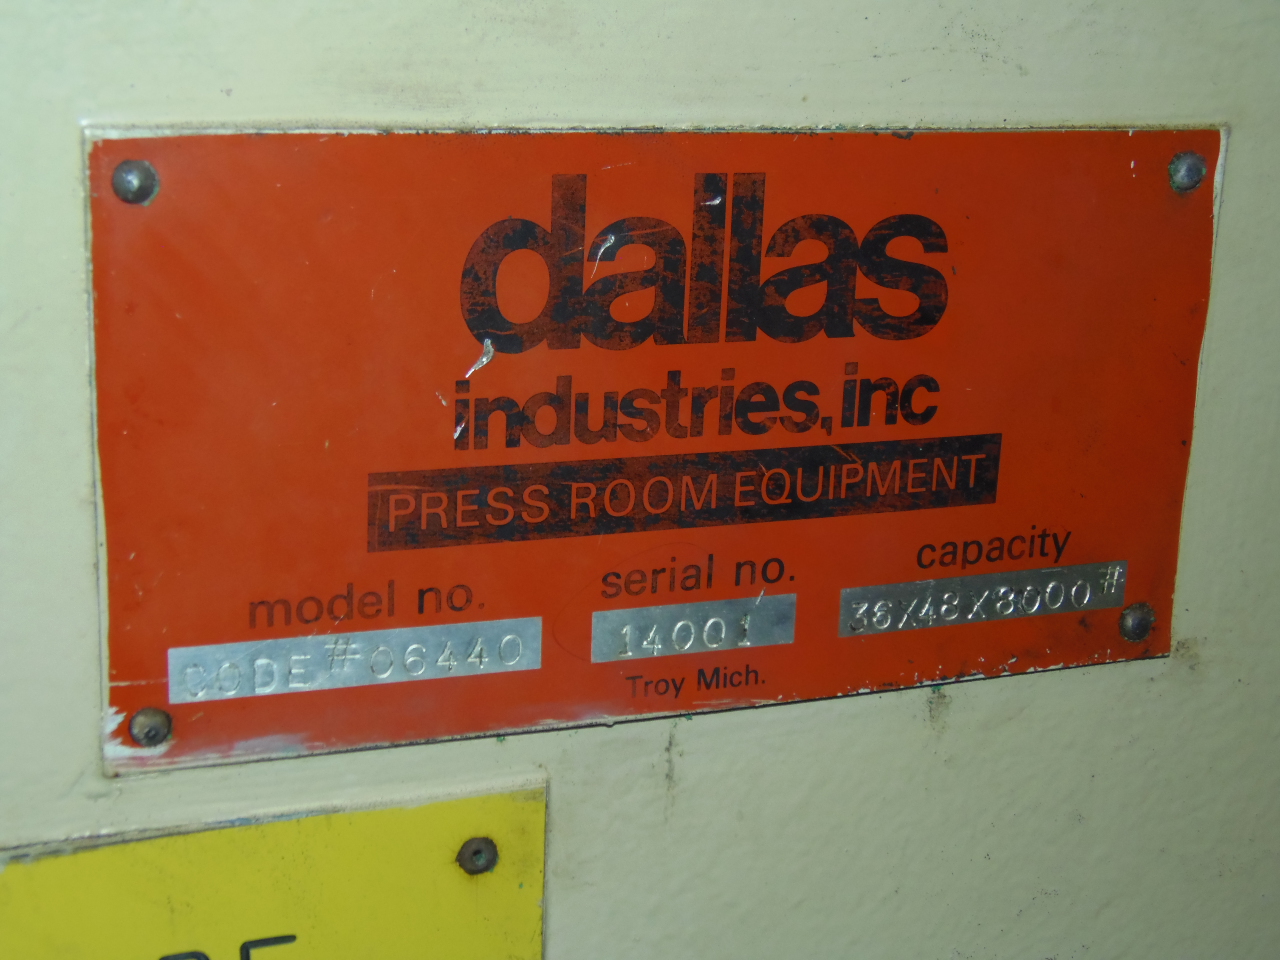 dallas
industries, inc
PRESS ROOM EQUIPMENT
model no. serial no. capacity
CODE#06440 14001 36X48X8000#
Troy Mich.